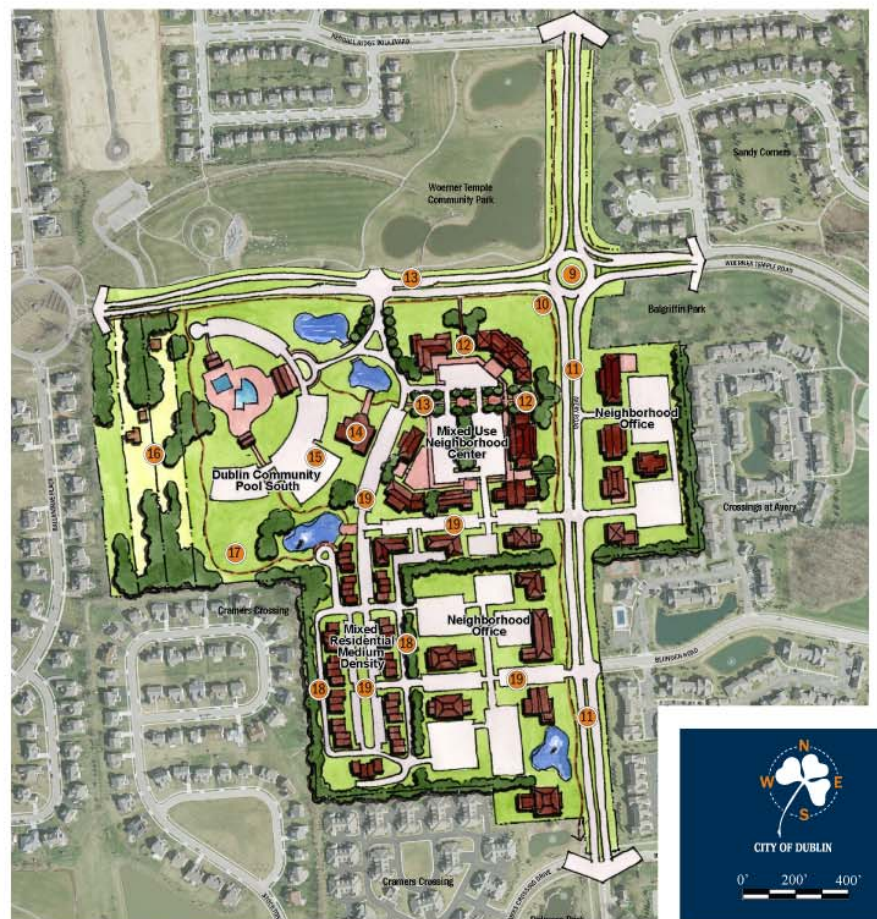 Sandy Corners
Woerner Temple
Community Park
WOERNER TEMPLE ROAD
9
13
10
Balgriffin Park
11
12
Neighborhood
Office
13
12
14
Mixed Use
Neighborhood
Center
16
15
Dublin Community
Pool South
Crossings at Avery
19
19
17
Cramers Crossing
Neighborhood
Office
Mixed
Residential
Medium
Density
18
18
19
19
11
N
W
E
S
CITY OF DUBLIN
0'
200'
400'
Cramers Crossing